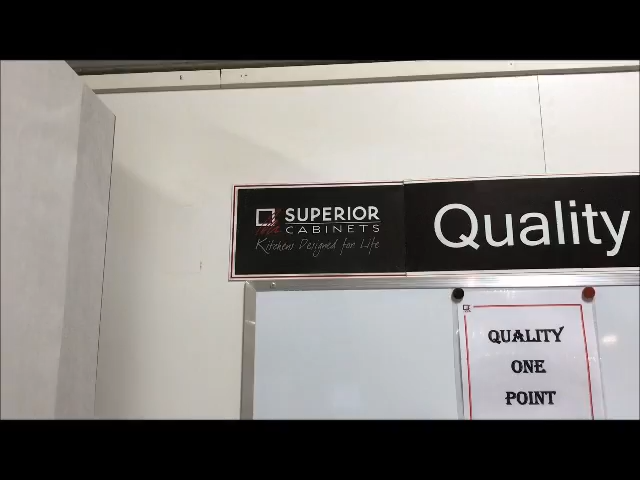 SUPERIOR
CABINETS
Kitchens Designed for Life
Quality
QUALITY
ONE
POINT